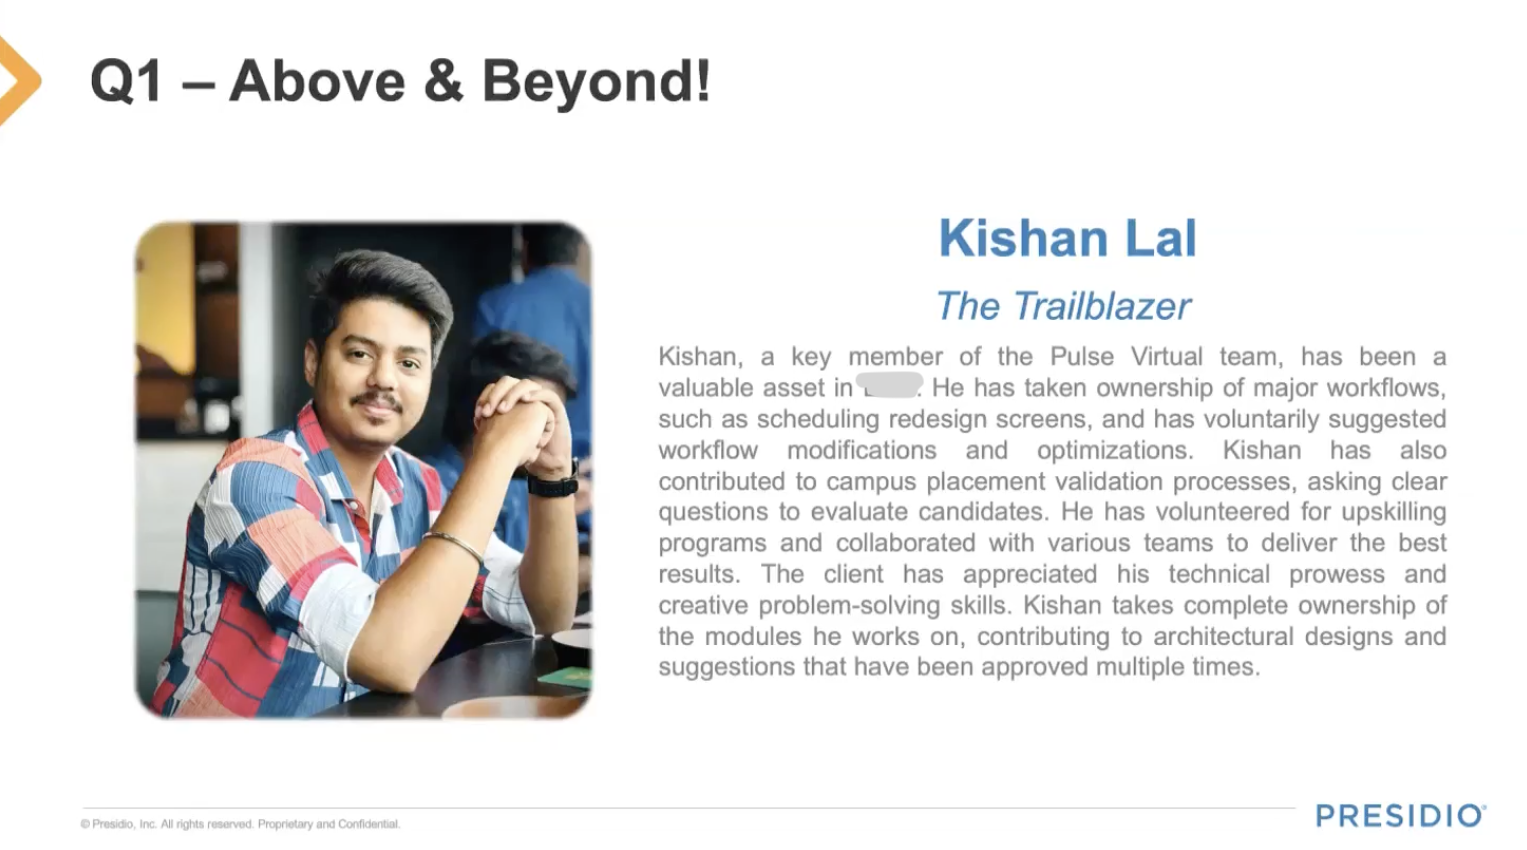 Q1 – Above & Beyond!
Kishan Lal
The Trailblazer
Kishan, a key member of the Pulse Virtual team, has been a
valuable asset in . He has taken ownership of major workflows,
such as scheduling redesign screens, and has voluntarily suggested
workflow modifications and optimizations. Kishan has also
contributed to campus placement validation processes, asking clear
questions to evaluate candidates. He has volunteered for upskilling
programs and collaborated with various teams to deliver the best
results. The client has appreciated his technical prowess and
creative problem-solving skills. Kishan takes complete ownership of
the modules he works on, contributing to architectural designs and
suggestions that have been approved multiple times.
© Presidio, Inc. All rights reserved. Proprietary and Confidential.
PRESIDIO®